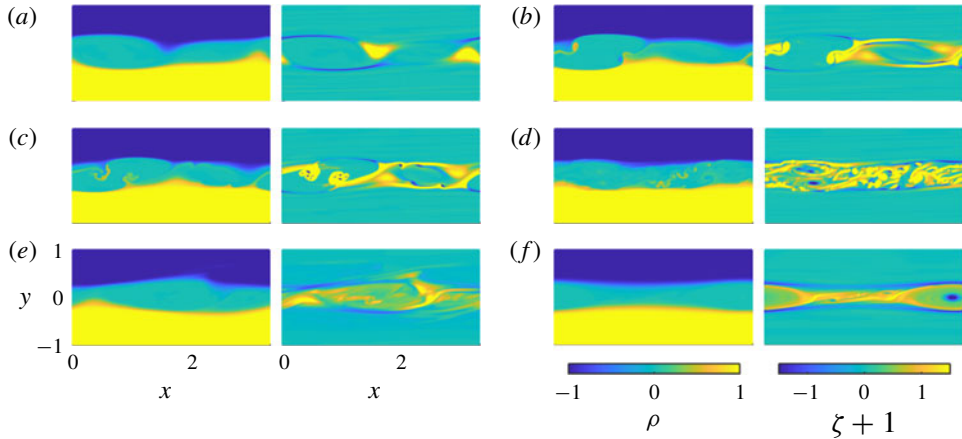 (a) (b)
(c) (d)
(e) 1 (f)
y 0
−1
0 2 0 2
x x
−1 0 1 −1 0 1
ρ ζ + 1